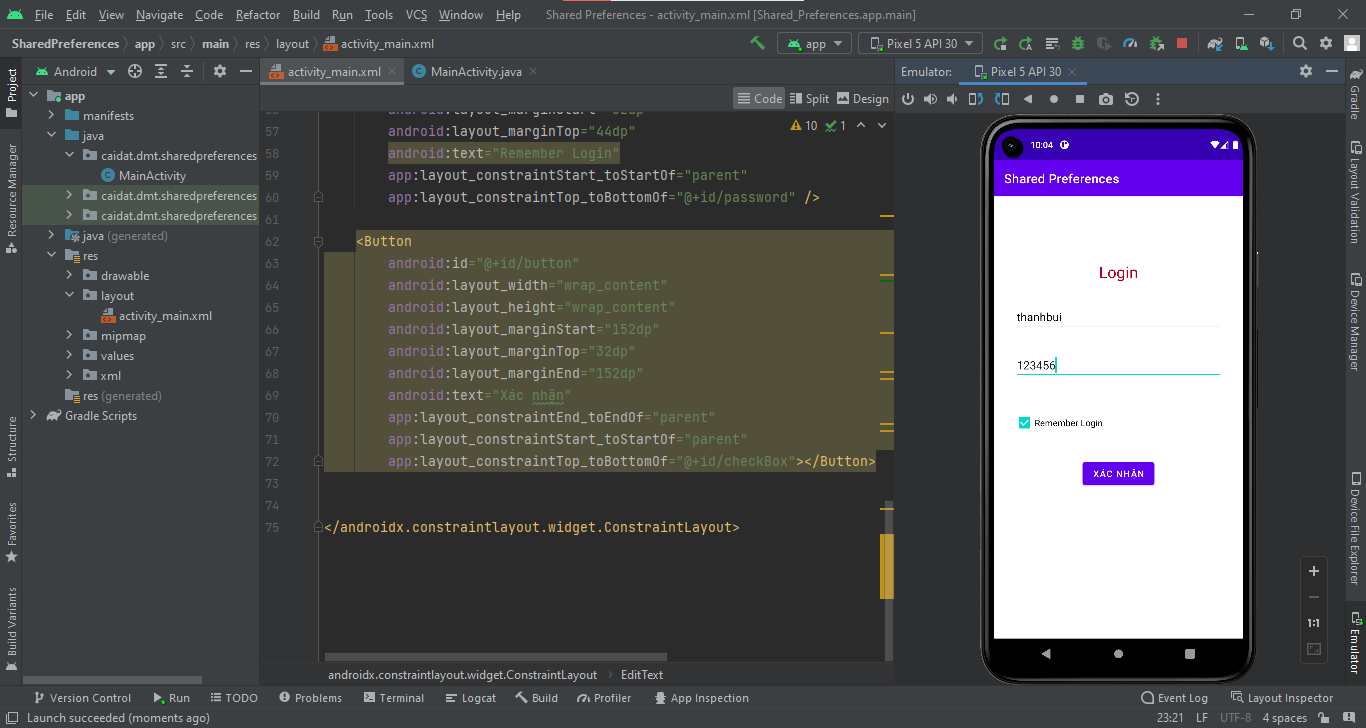 File Edit View Navigate Code Refactor Build Run Tools VCS Window Help Shared Preferences - activity_main.xml [Shared_Preferences.app.main]
SharedPreferences app src main res layout activity_main.xml
app Pixel 5 API 30
Android
activity_main.xml MainActivity.java
Emulator: Pixel 5 API 30
Project
Resource Manager
Structure
Favorites
Build Variants
app
manifests
java
caidat.dmt.sharedpreferences
MainActivity
caidat.dmt.sharedpreferences
caidat.dmt.sharedpreferences
java (generated)
res
drawable
layout
activity_main.xml
mipmap
values
xml
res (generated)
Gradle Scripts
Code Split Design
10 1
57 android:layout_marginTop="44dp"
58 android:text="Remember Login"
59 app:layout_constraintStart_toStartOf="parent"
60 app:layout_constraintTop_toBottomOf="@+id/password" />
61
62 <Button
63 android:id="@+id/button"
64 android:layout_width="wrap_content"
65 android:layout_height="wrap_content"
66 android:layout_marginStart="152dp"
67 android:layout_marginTop="32dp"
68 android:layout_marginEnd="152dp"
69 android:text="Xác nhận"
70 app:layout_constraintEnd_toEndOf="parent"
71 app:layout_constraintStart_toStartOf="parent"
72 app:layout_constraintTop_toBottomOf="@+id/checkBox"></Button>
73
74
75 </androidx.constraintlayout.widget.ConstraintLayout>
androidx.constraintlayout.widget.ConstraintLayout EditText
10:04
Shared Preferences
Login
thanhbui
123456
Remember Login
XÁC NHẬN
1:1
Gradle
Layout Validation
Device Manager
Device File Explorer
Emulator
Version Control Run TODO Problems Terminal Logcat Build Profiler App Inspection Event Log Layout Inspector
Launch succeeded (moments ago) 23:21 LF UTF-8 4 spaces